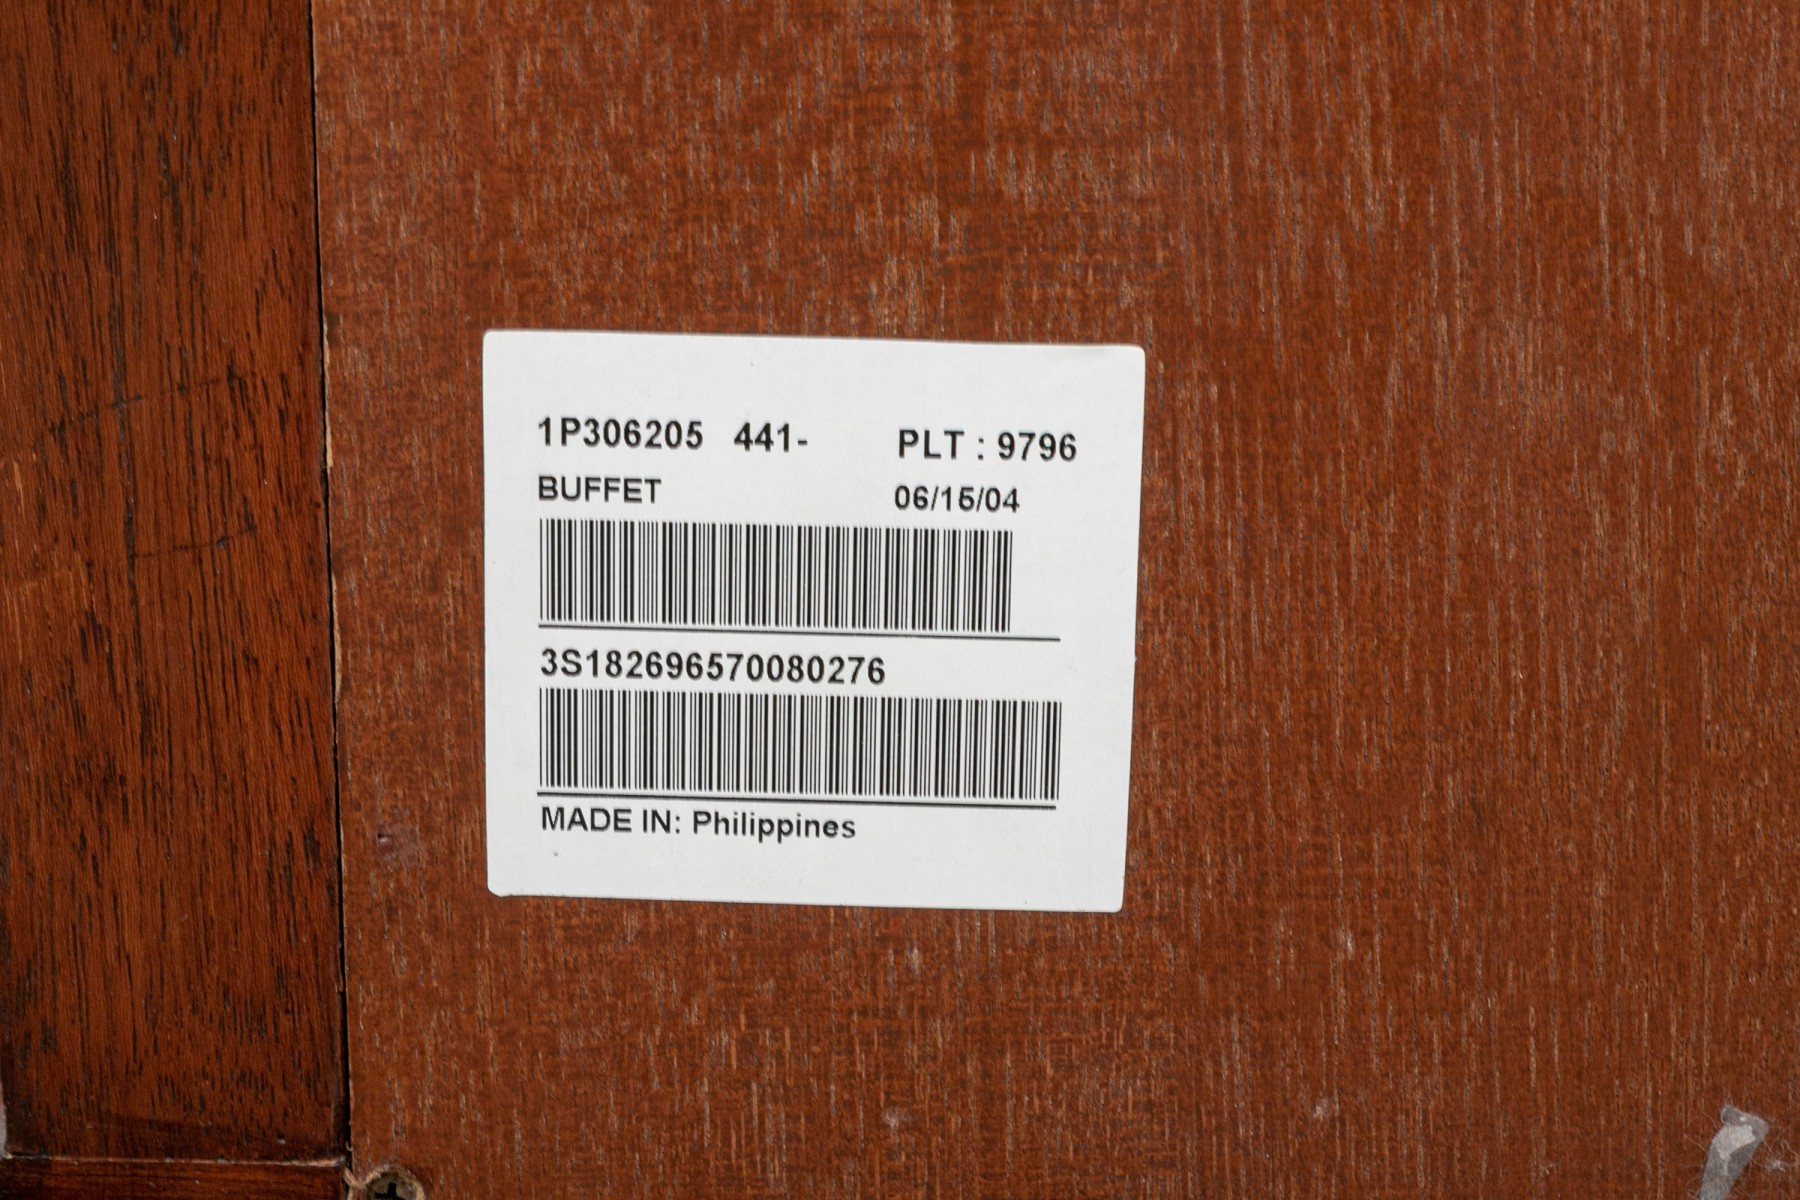 1P306205 441- PLT : 9796
BUFFET 06/15/04
3S182696570080276
MADE IN: Philippines